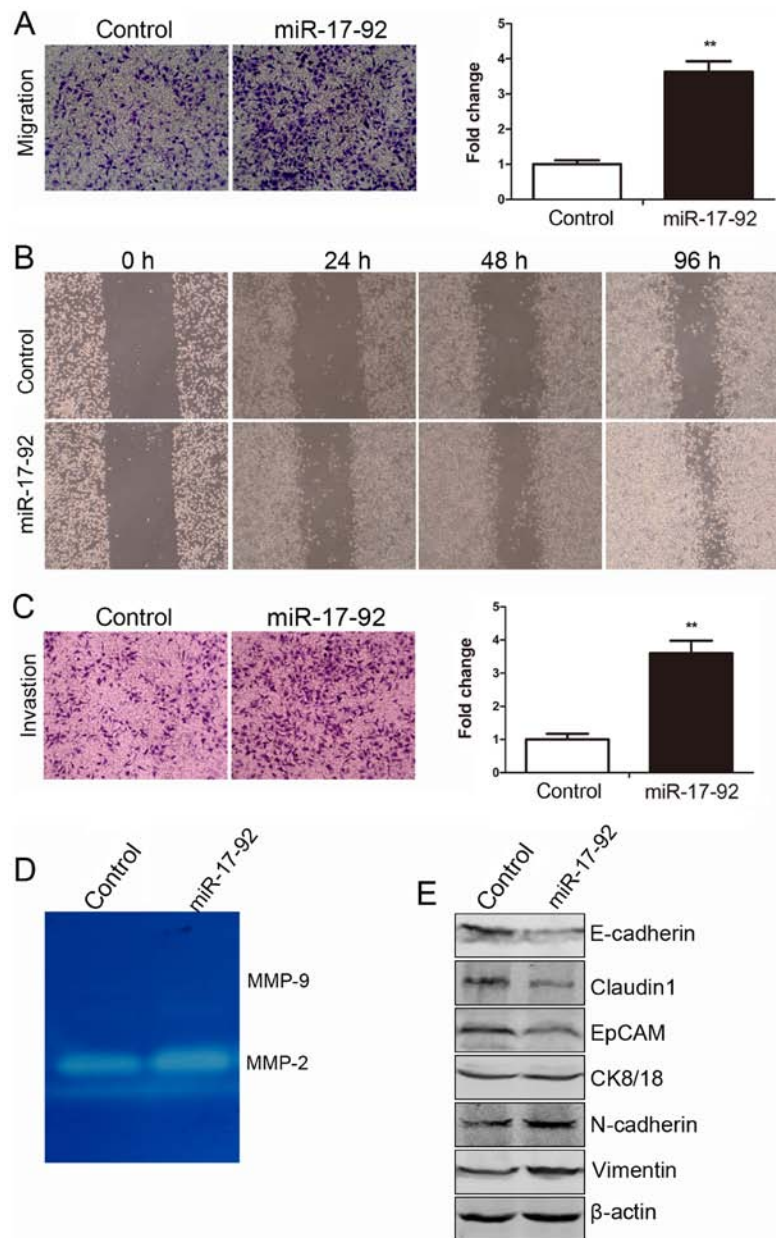 A
Control
miR-17-92
Migration
Fold change
5
4
3
2
1
0
**
Control
miR-17-92
B
0 h
24 h
48 h
96 h
Control
miR-17-92
C
Control
miR-17-92
Invastion
Fold change
5
4
3
2
1
0
**
Control
miR-17-92
D
Control
miR-17-92
MMP-9
MMP-2
E
Control
miR-17-92
E-cadherin
Claudin1
EpCAM
CK8/18
N-cadherin
Vimentin
β-actin